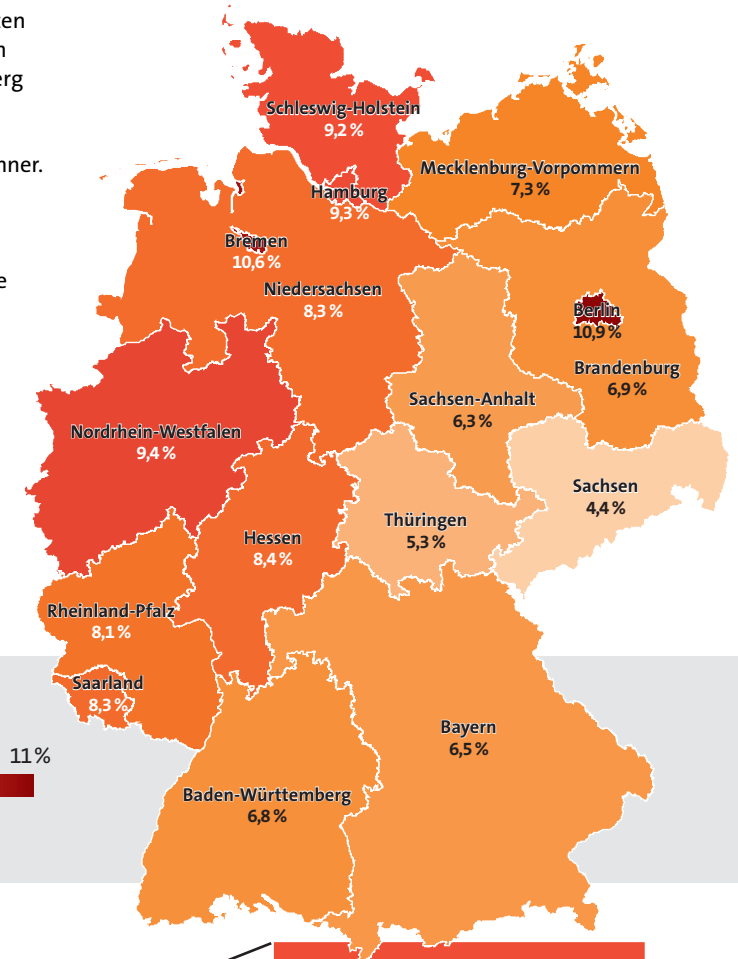 Schleswig-Holstein
9,2 %
Mecklenburg-Vorpommern
7,3 %
Hamburg
9,3 %
nner.
Bremen
10,6 %
Niedersachsen
8,3 %
Berlin
10,9 %
Brandenburg
6,9 %
Sachsen-Anhalt
6,3 %
Nordrhein-Westfalen
9,4 %
Sachsen
4,4 %
Thüringen
5,3 %
Hessen
8,4 %
Rheinland-Pfalz
8,1 %
Saarland
8,3 %
Bayern
6,5 %
11 %
Baden-Württemberg
6,8 %